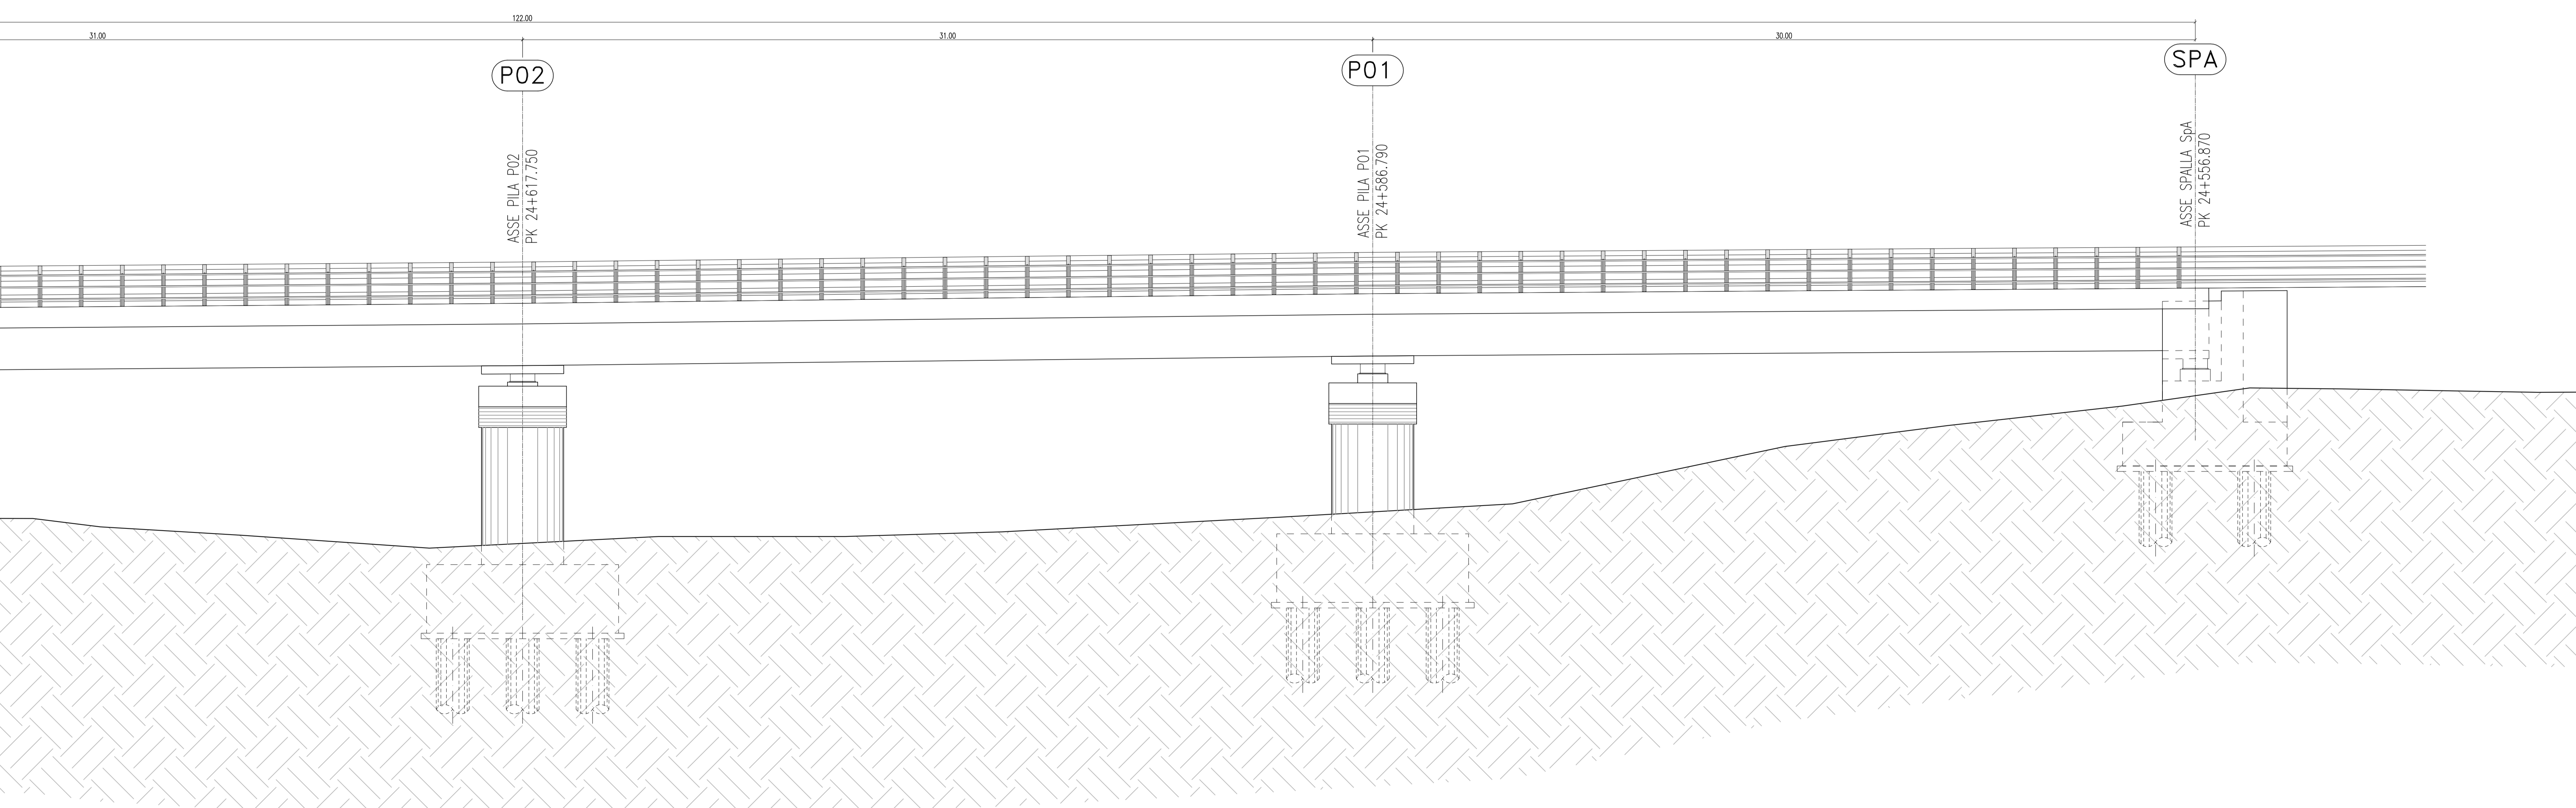 122.00
31.00
31.00
30.00
P02
P01
SPA
ASSE PILA P02
PK 24+617.750
ASSE PILA P01
PK 24+586.790
ASSE SPALLA SpA
PK 24+556.870